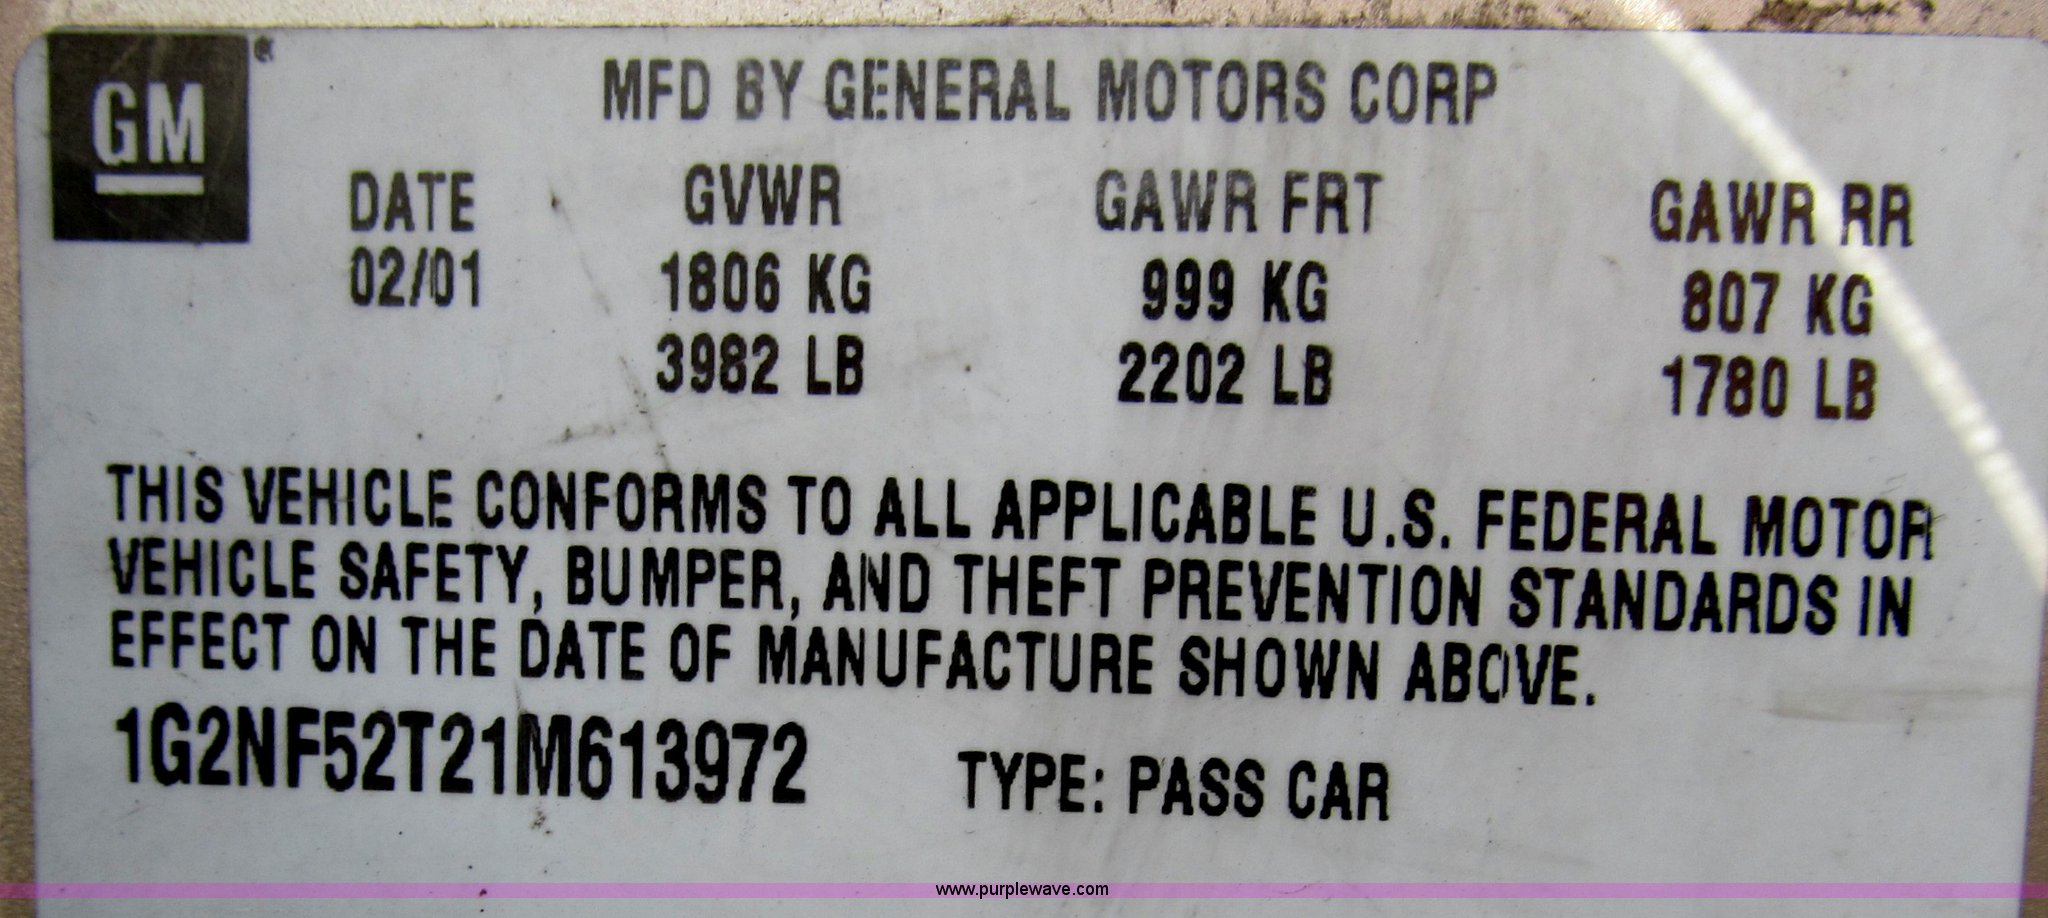 GM
MFD BY GENERAL MOTORS CORP
DATE GVWR GAWR FRT GAWR RR
02/01 1806 KG 999 KG 807 KG
3982 LB 2202 LB 1780 LB
THIS VEHICLE CONFORMS TO ALL APPLICABLE U.S. FEDERAL MOTOR
VEHICLE SAFETY, BUMPER, AND THEFT PREVENTION STANDARDS IN
EFFECT ON THE DATE OF MANUFACTURE SHOWN ABOVE.
1G2NF52T21M613972 TYPE: PASS CAR
www.purplewave.com